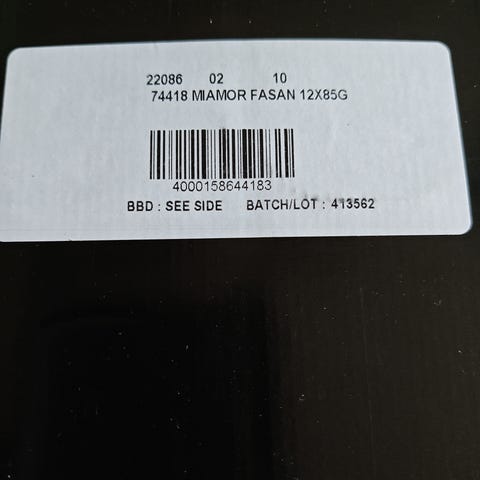 22086 02 10
74418 MIAMOR FASAN 12X85G
4000158644183
BBD : SEE SIDE BATCH/LOT : 413562